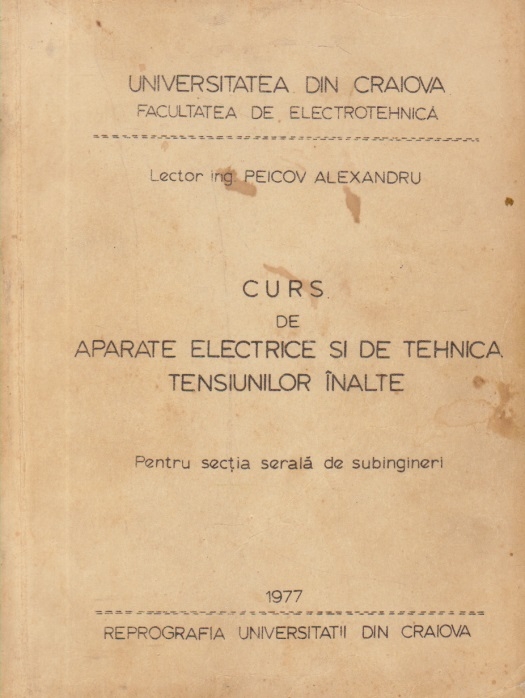 UNIVERSITATEA DIN CRAIOVA
FACULTATEA DE ELECTROTEHNICĂ
Lector ing. PEICOV ALEXANDRU
CURS
DE
APARATE ELECTRICE SI DE TEHNICA
TENSIUNILOR ÎNALTE
Pentru secția serală de subingineri
1977
REPROGRAFIA UNIVERSITATII DIN CRAIOVA